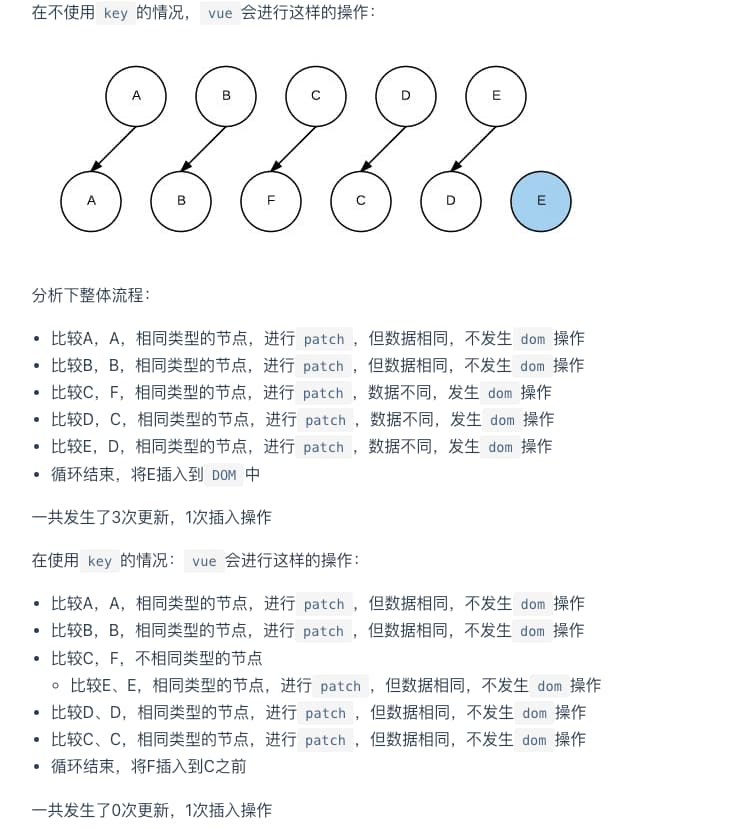 在不使用 key 的情况，vue 会进行这样的操作：
A B C D E
A B F C D E
分析下整体流程：
• 比较A，A，相同类型的节点，进行 patch ，但数据相同，不发生 dom 操作
• 比较B，B，相同类型的节点，进行 patch ，但数据相同，不发生 dom 操作
• 比较C，F，相同类型的节点，进行 patch ，数据不同，发生 dom 操作
• 比较D，C，相同类型的节点，进行 patch ，数据不同，发生 dom 操作
• 比较E，D，相同类型的节点，进行 patch ，数据不同，发生 dom 操作
• 循环结束，将E插入到 DOM 中
一共发生了3次更新，1次插入操作
在使用 key 的情况： vue 会进行这样的操作：
• 比较A，A，相同类型的节点，进行 patch ，但数据相同，不发生 dom 操作
• 比较B，B，相同类型的节点，进行 patch ，但数据相同，不发生 dom 操作
• 比较C，F，不相同类型的节点
◦ 比较E、E，相同类型的节点，进行 patch ，但数据相同，不发生 dom 操作
• 比较D、D，相同类型的节点，进行 patch ，但数据相同，不发生 dom 操作
• 比较C、C，相同类型的节点，进行 patch ，但数据相同，不发生 dom 操作
• 循环结束，将F插入到C之前
一共发生了0次更新，1次插入操作